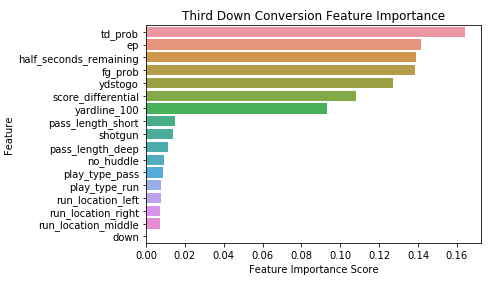 Third Down Conversion Feature Importance
Feature
td_prob
ep
half_seconds_remaining
fg_prob
ydstogo
score_differential
yardline_100
pass_length_short
shotgun
pass_length_deep
no_huddle
play_type_pass
play_type_run
run_location_left
run_location_right
run_location_middle
down
0.00 0.02 0.04 0.06 0.08 0.10 0.12 0.14 0.16
Feature Importance Score